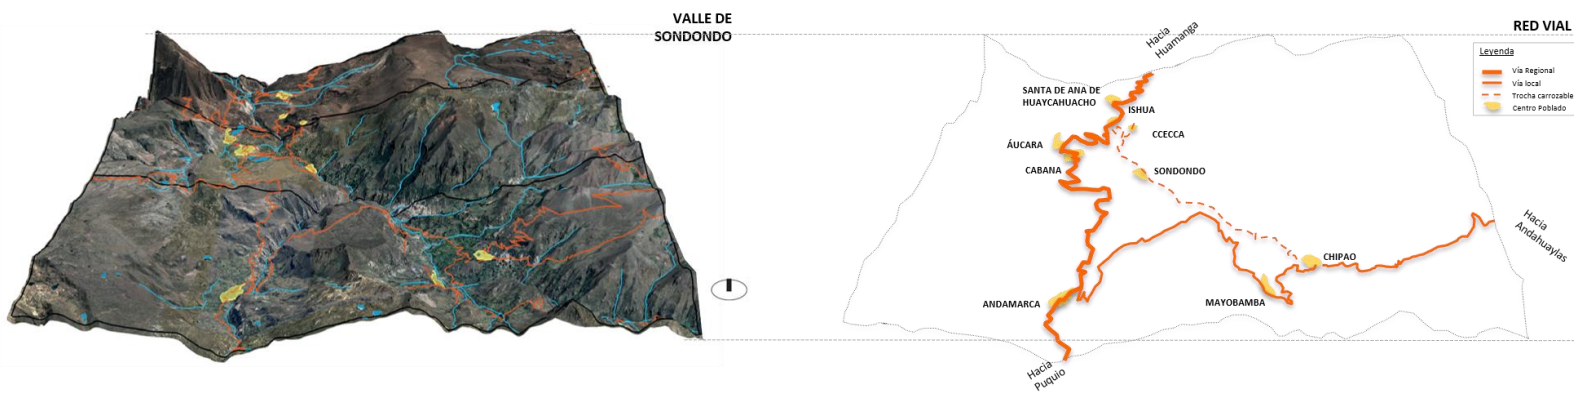 VALLE DE
SONDONDO
RED VIAL
Leyenda
Vía Regional
Vía local
Trocha carrozable
Centro Poblado
Hacia
Huamanga
SANTA DE ANA DE
HUAYCAHUACHO
ISHUA
CCECCA
ÁUCARA
CABANA
SONDONDO
Hacia
Andahuaylas
CHIPAO
MAYOBAMBA
ANDAMARCA
Hacia
Puquio